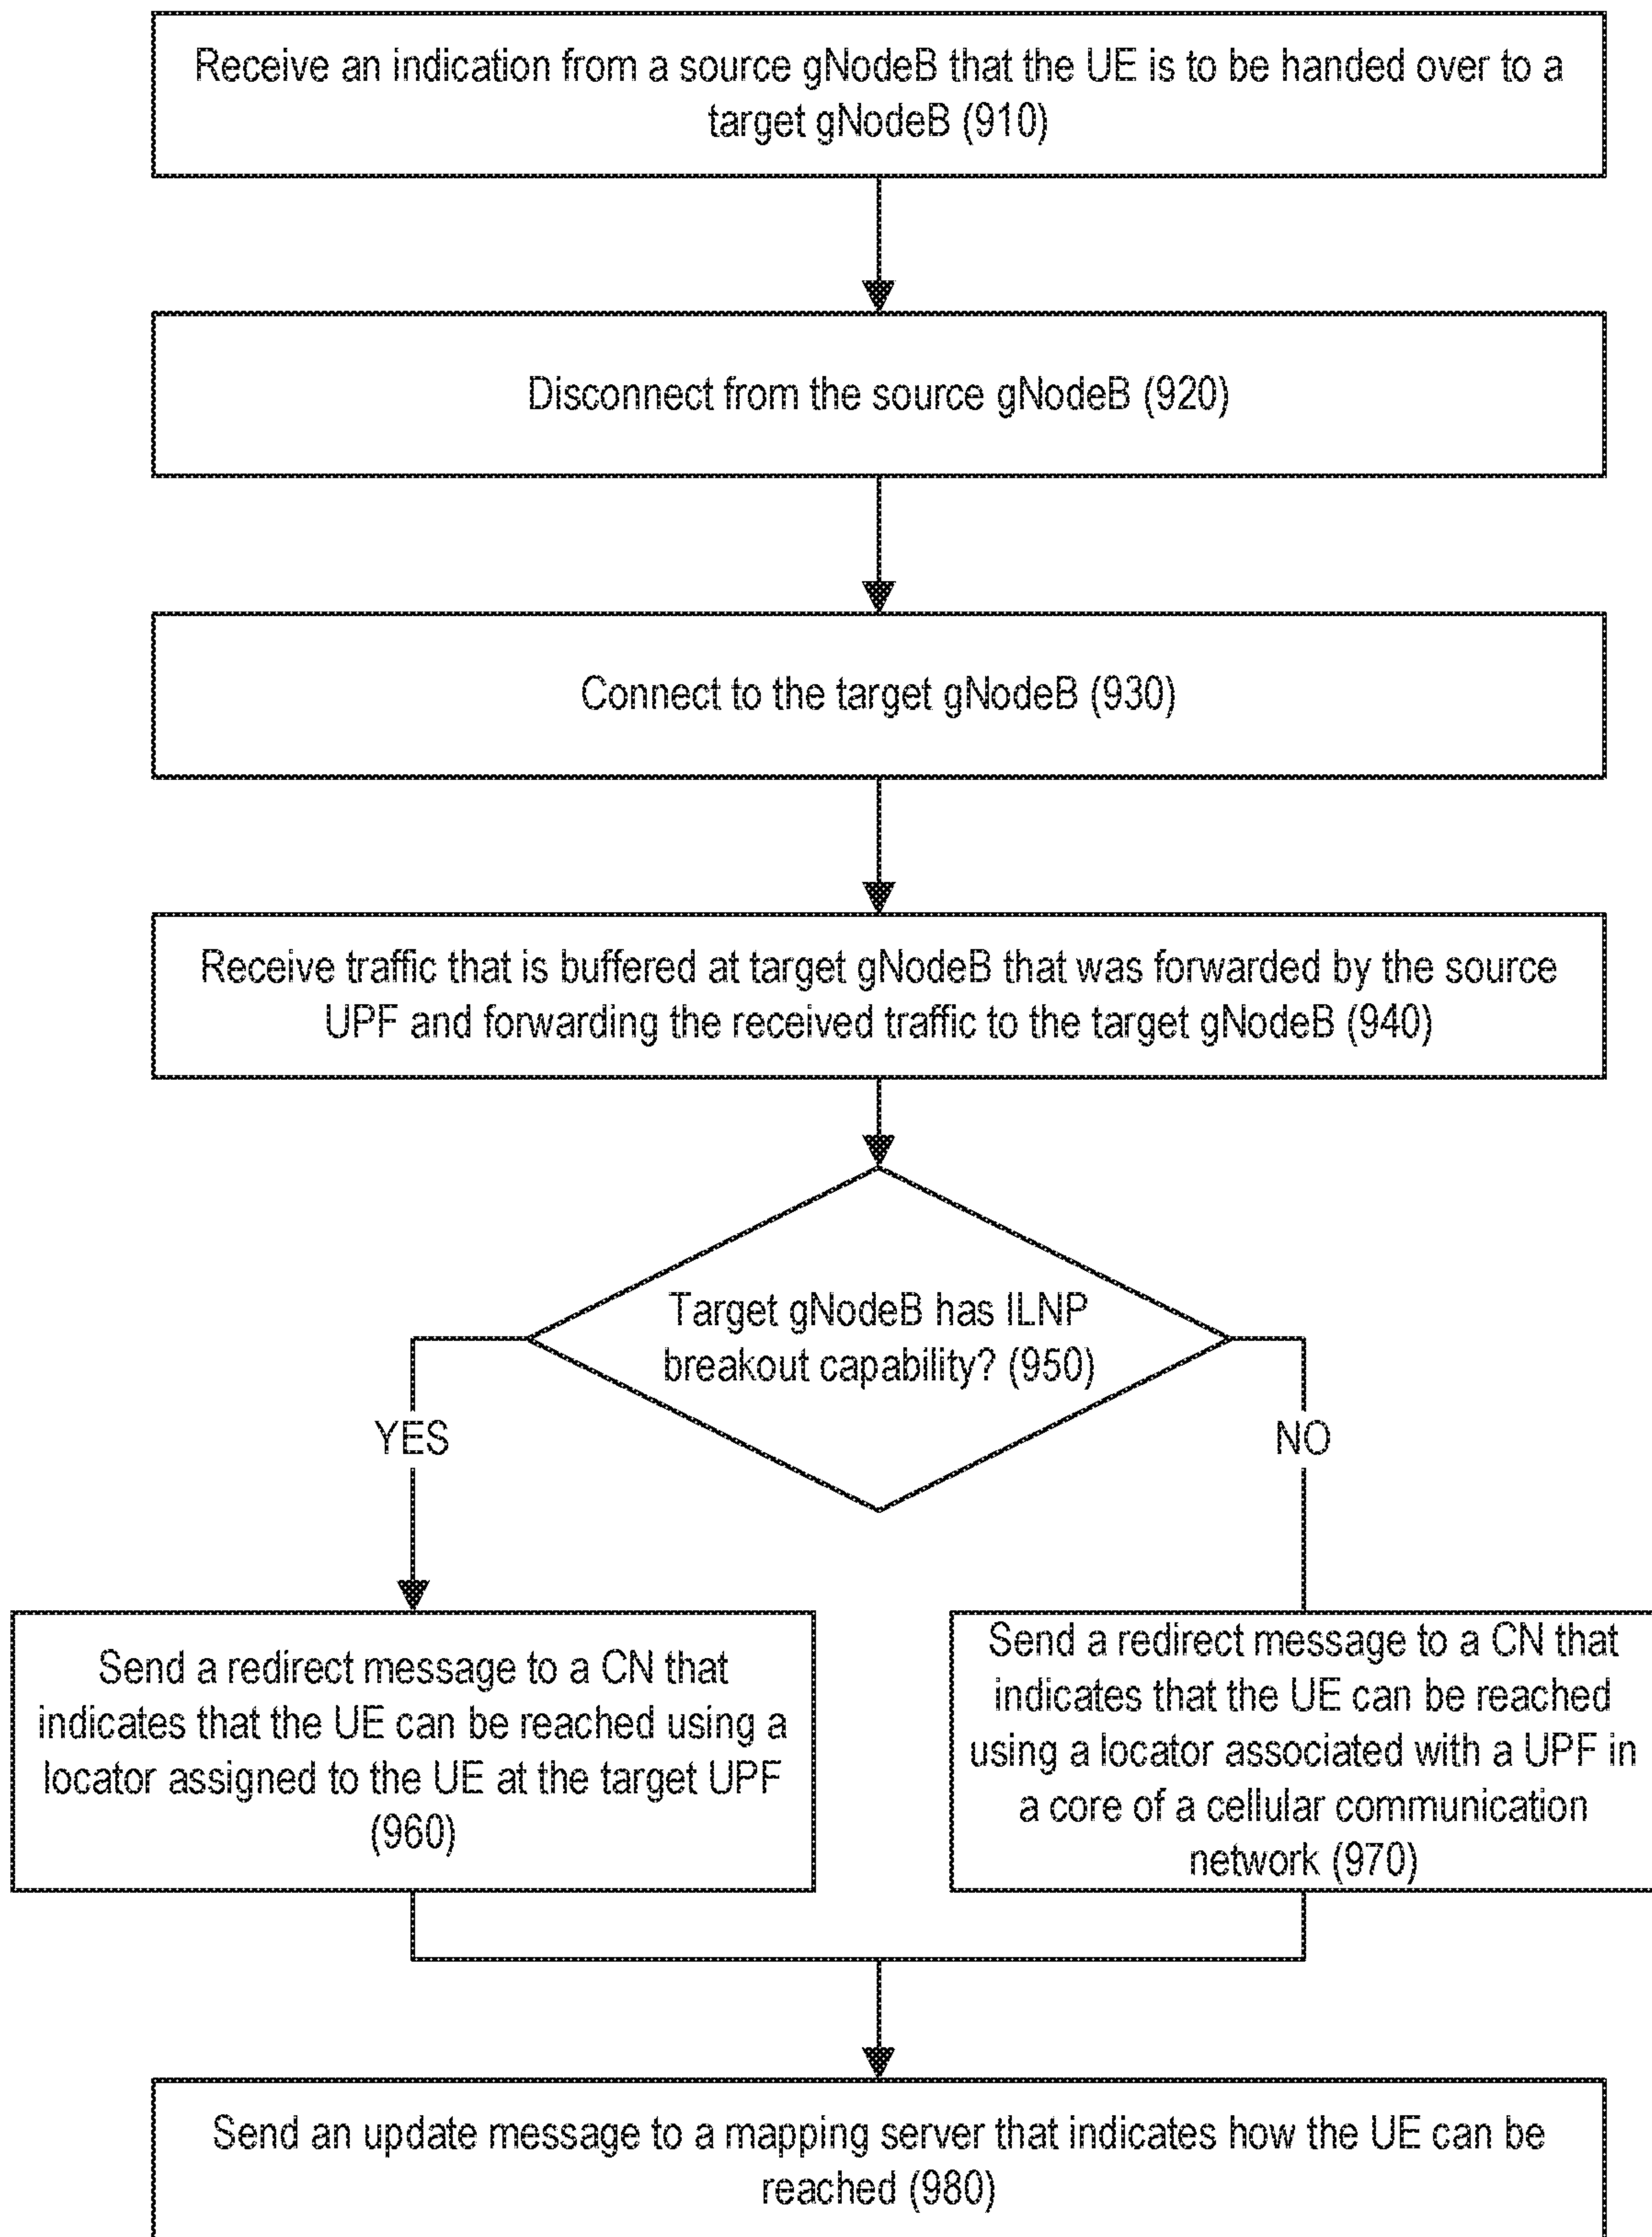 Receive an indication from a source gNodeB that the UE is to be handed over to a
target gNodeB (910)
Disconnect from the source gNodeB (920)
Connect to the target gNodeB (930)
Receive traffic that is buffered at target gNodeB that was forwarded by the source
UPF and forwarding the received traffic to the target gNodeB (940)
Target gNodeB has ILNP
breakout capability? (950)
YES
NO
Send a redirect message to a CN that
indicates that the UE can be reached using a
locator assigned to the UE at the target UPF
(960)
Send a redirect message to a CN that
indicates that the UE can be reached
using a locator associated with a UPF in
a core of a cellular communication
network (970)
Send an update message to a mapping server that indicates how the UE can be
reached (980)